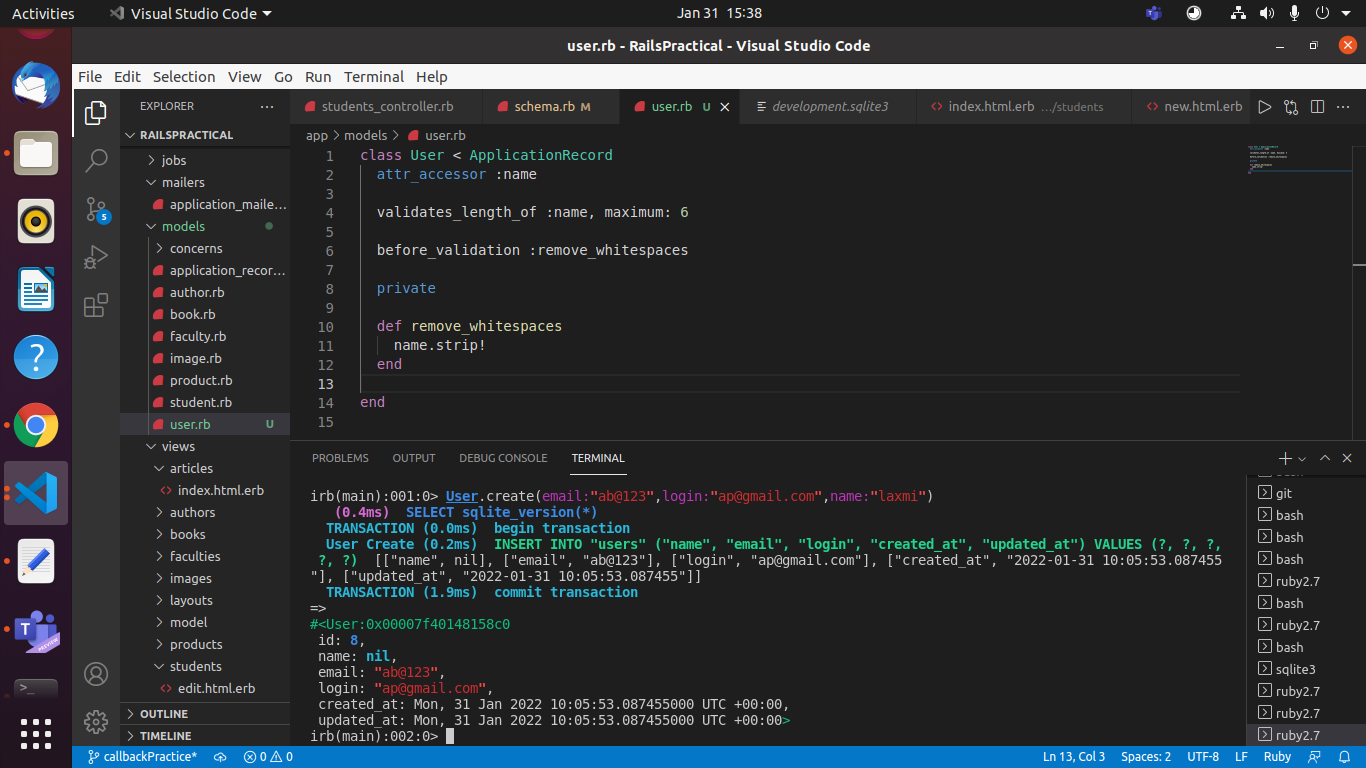 Activities
Visual Studio Code
Jan 31 15:38
user.rb - RailsPractical - Visual Studio Code
File Edit Selection View Go Run Terminal Help
EXPLORER
students_controller.rb
schema.rb M
user.rb U
development.sqlite3
index.html.erb .../students
new.html.erb
RAILSPRACTICAL
app > models > user.rb
jobs
mailers
application_maile...
models
concerns
application_recor...
author.rb
book.rb
faculty.rb
image.rb
product.rb
student.rb
user.rb U
views
articles
index.html.erb
authors
books
faculties
images
layouts
model
products
students
edit.html.erb
OUTLINE
TIMELINE
5
1 class User < ApplicationRecord
2 attr_accessor :name
3
4 validates_length_of :name, maximum: 6
5
6 before_validation :remove_whitespaces
7
8 private
9
10 def remove_whitespaces
11 name.strip!
12 end
13
14 end
15
PROBLEMS OUTPUT DEBUG CONSOLE TERMINAL
irb(main):001:0> User.create(email:"ab@123",login:"ap@gmail.com",name:"laxmi")
(0.4ms) SELECT sqlite_version(*)
TRANSACTION (0.0ms) begin transaction
User Create (0.2ms) INSERT INTO "users" ("name", "email", "login", "created_at", "updated_at") VALUES (?, ?, ?,
?, ?) [["name", nil], ["email", "ab@123"], ["login", "ap@gmail.com"], ["created_at", "2022-01-31 10:05:53.087455
"], ["updated_at", "2022-01-31 10:05:53.087455"]]
TRANSACTION (1.9ms) commit transaction
=>
#<User:0x00007f40148158c0
id: 8,
name: nil,
email: "ab@123",
login: "ap@gmail.com",
created_at: Mon, 31 Jan 2022 10:05:53.087455000 UTC +00:00,
updated_at: Mon, 31 Jan 2022 10:05:53.087455000 UTC +00:00>
irb(main):002:0>
git
bash
bash
bash
ruby2.7
bash
ruby2.7
bash
sqlite3
ruby2.7
ruby2.7
ruby2.7
callbackPractice*
0
0
Ln 13, Col 3
Spaces: 2
UTF-8
LF
Ruby